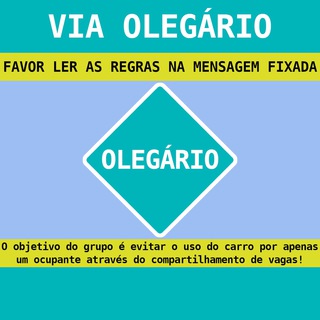 VIA OLEGÁRIO
FAVOR LER AS REGRAS NA MENSAGEM FIXADA
OLEGÁRIO
O objetivo do grupo é evitar o uso do carro por apenas
um ocupante através do compartilhamento de vagas!